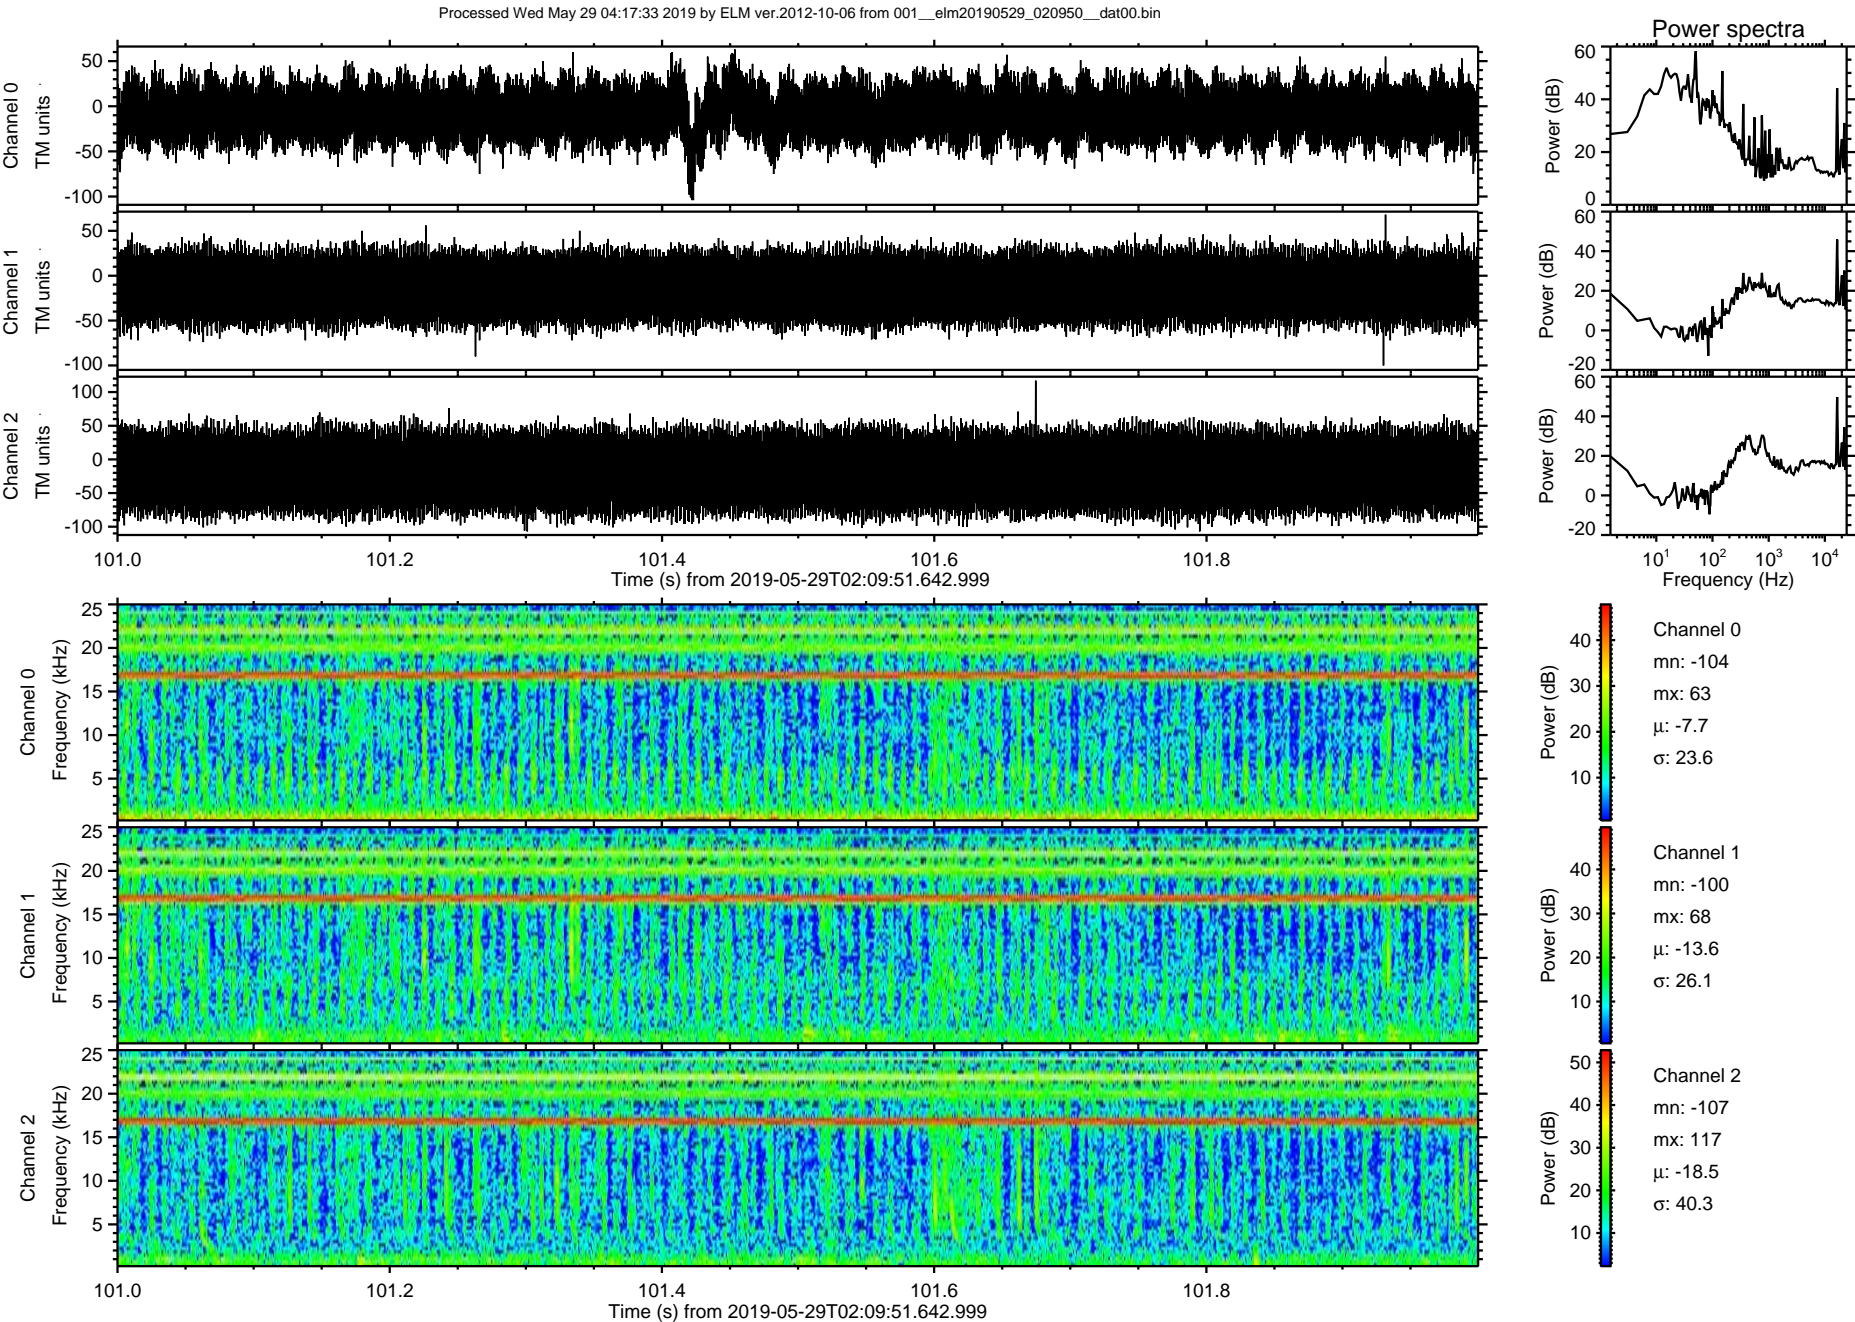 Processed Wed May 29 04:17:33 2019 by ELM ver.2012-10-06 from 001__elm20190529_020950__dat00.bin
Power spectra
Channel 0
TM units
50
0
-50
-100
Power (dB)
60
40
20
0
Channel 1
TM units
50
0
-50
-100
Power (dB)
60
40
20
0
-20
Channel 2
TM units
100
50
0
-50
-100
Power (dB)
60
40
20
0
-20
101.0 101.2 101.4 101.6 101.8
Time (s) from 2019-05-29T02:09:51.642.999
10^1 10^2 10^3 10^4
Frequency (Hz)
Channel 0
Frequency (kHz)
25
20
15
10
5
Power (dB)
40
30
20
10
Channel 0
mn: -104
mx: 63
μ: -7.7
σ: 23.6
Channel 1
Frequency (kHz)
25
20
15
10
5
Power (dB)
40
30
20
10
Channel 1
mn: -100
mx: 68
μ: -13.6
σ: 26.1
Channel 2
Frequency (kHz)
25
20
15
10
5
Power (dB)
50
40
30
20
10
Channel 2
mn: -107
mx: 117
μ: -18.5
σ: 40.3
101.0 101.2 101.4 101.6 101.8
Time (s) from 2019-05-29T02:09:51.642.999